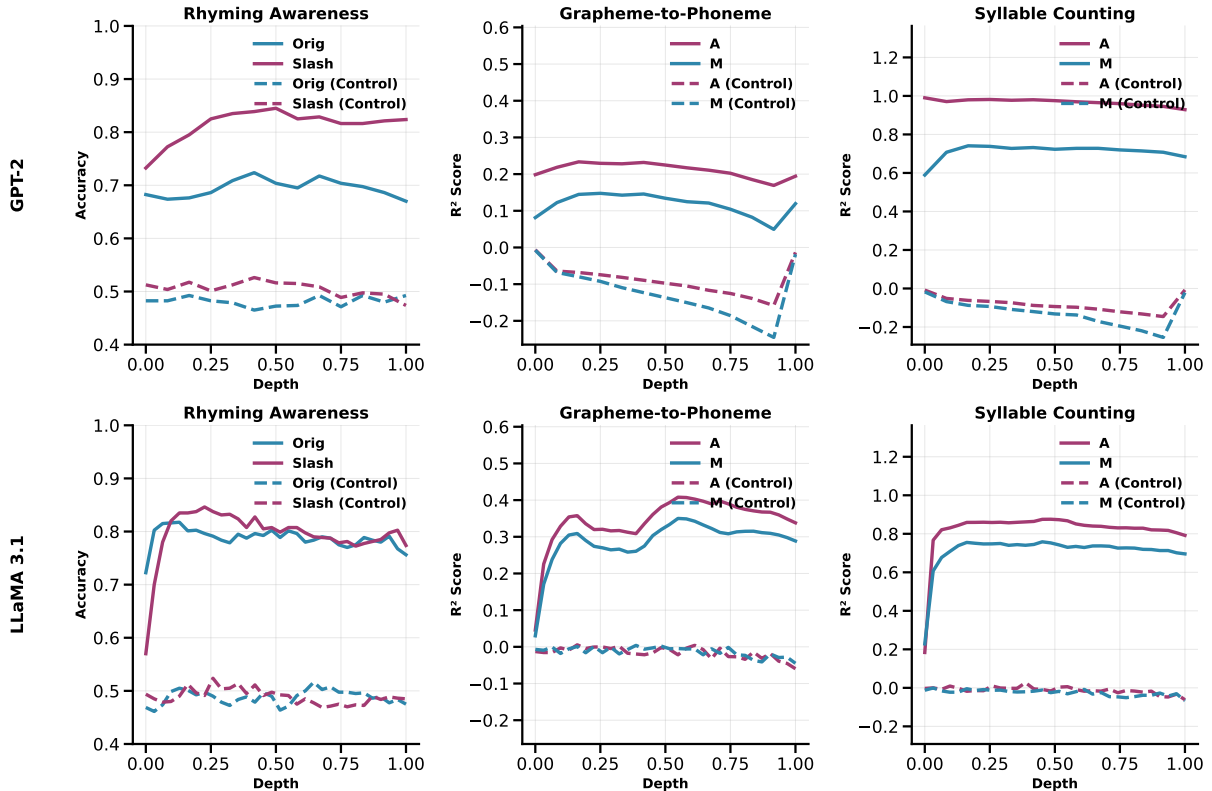 GPT-2
Rhyming Awareness
Accuracy
1.0
0.9
0.8
0.7
0.6
0.5
0.4
Orig
Slash
Orig (Control)
Slash (Control)
0.00 0.25 0.50 0.75 1.00
Depth
Grapheme-to-Phoneme
R² Score
0.6
0.5
0.4
0.3
0.2
0.1
0.0
−0.1
−0.2
A
M
A (Control)
M (Control)
0.00 0.25 0.50 0.75 1.00
Depth
Syllable Counting
R² Score
1.2
1.0
0.8
0.6
0.4
0.2
0.0
−0.2
A
M
A (Control)
M (Control)
0.00 0.25 0.50 0.75 1.00
Depth
LLaMA 3.1
Rhyming Awareness
Accuracy
1.0
0.9
0.8
0.7
0.6
0.5
0.4
Orig
Slash
Orig (Control)
Slash (Control)
0.00 0.25 0.50 0.75 1.00
Depth
Grapheme-to-Phoneme
R² Score
0.6
0.5
0.4
0.3
0.2
0.1
0.0
−0.1
−0.2
A
M
A (Control)
M (Control)
0.00 0.25 0.50 0.75 1.00
Depth
Syllable Counting
R² Score
1.2
1.0
0.8
0.6
0.4
0.2
0.0
−0.2
A
M
A (Control)
M (Control)
0.00 0.25 0.50 0.75 1.00
Depth